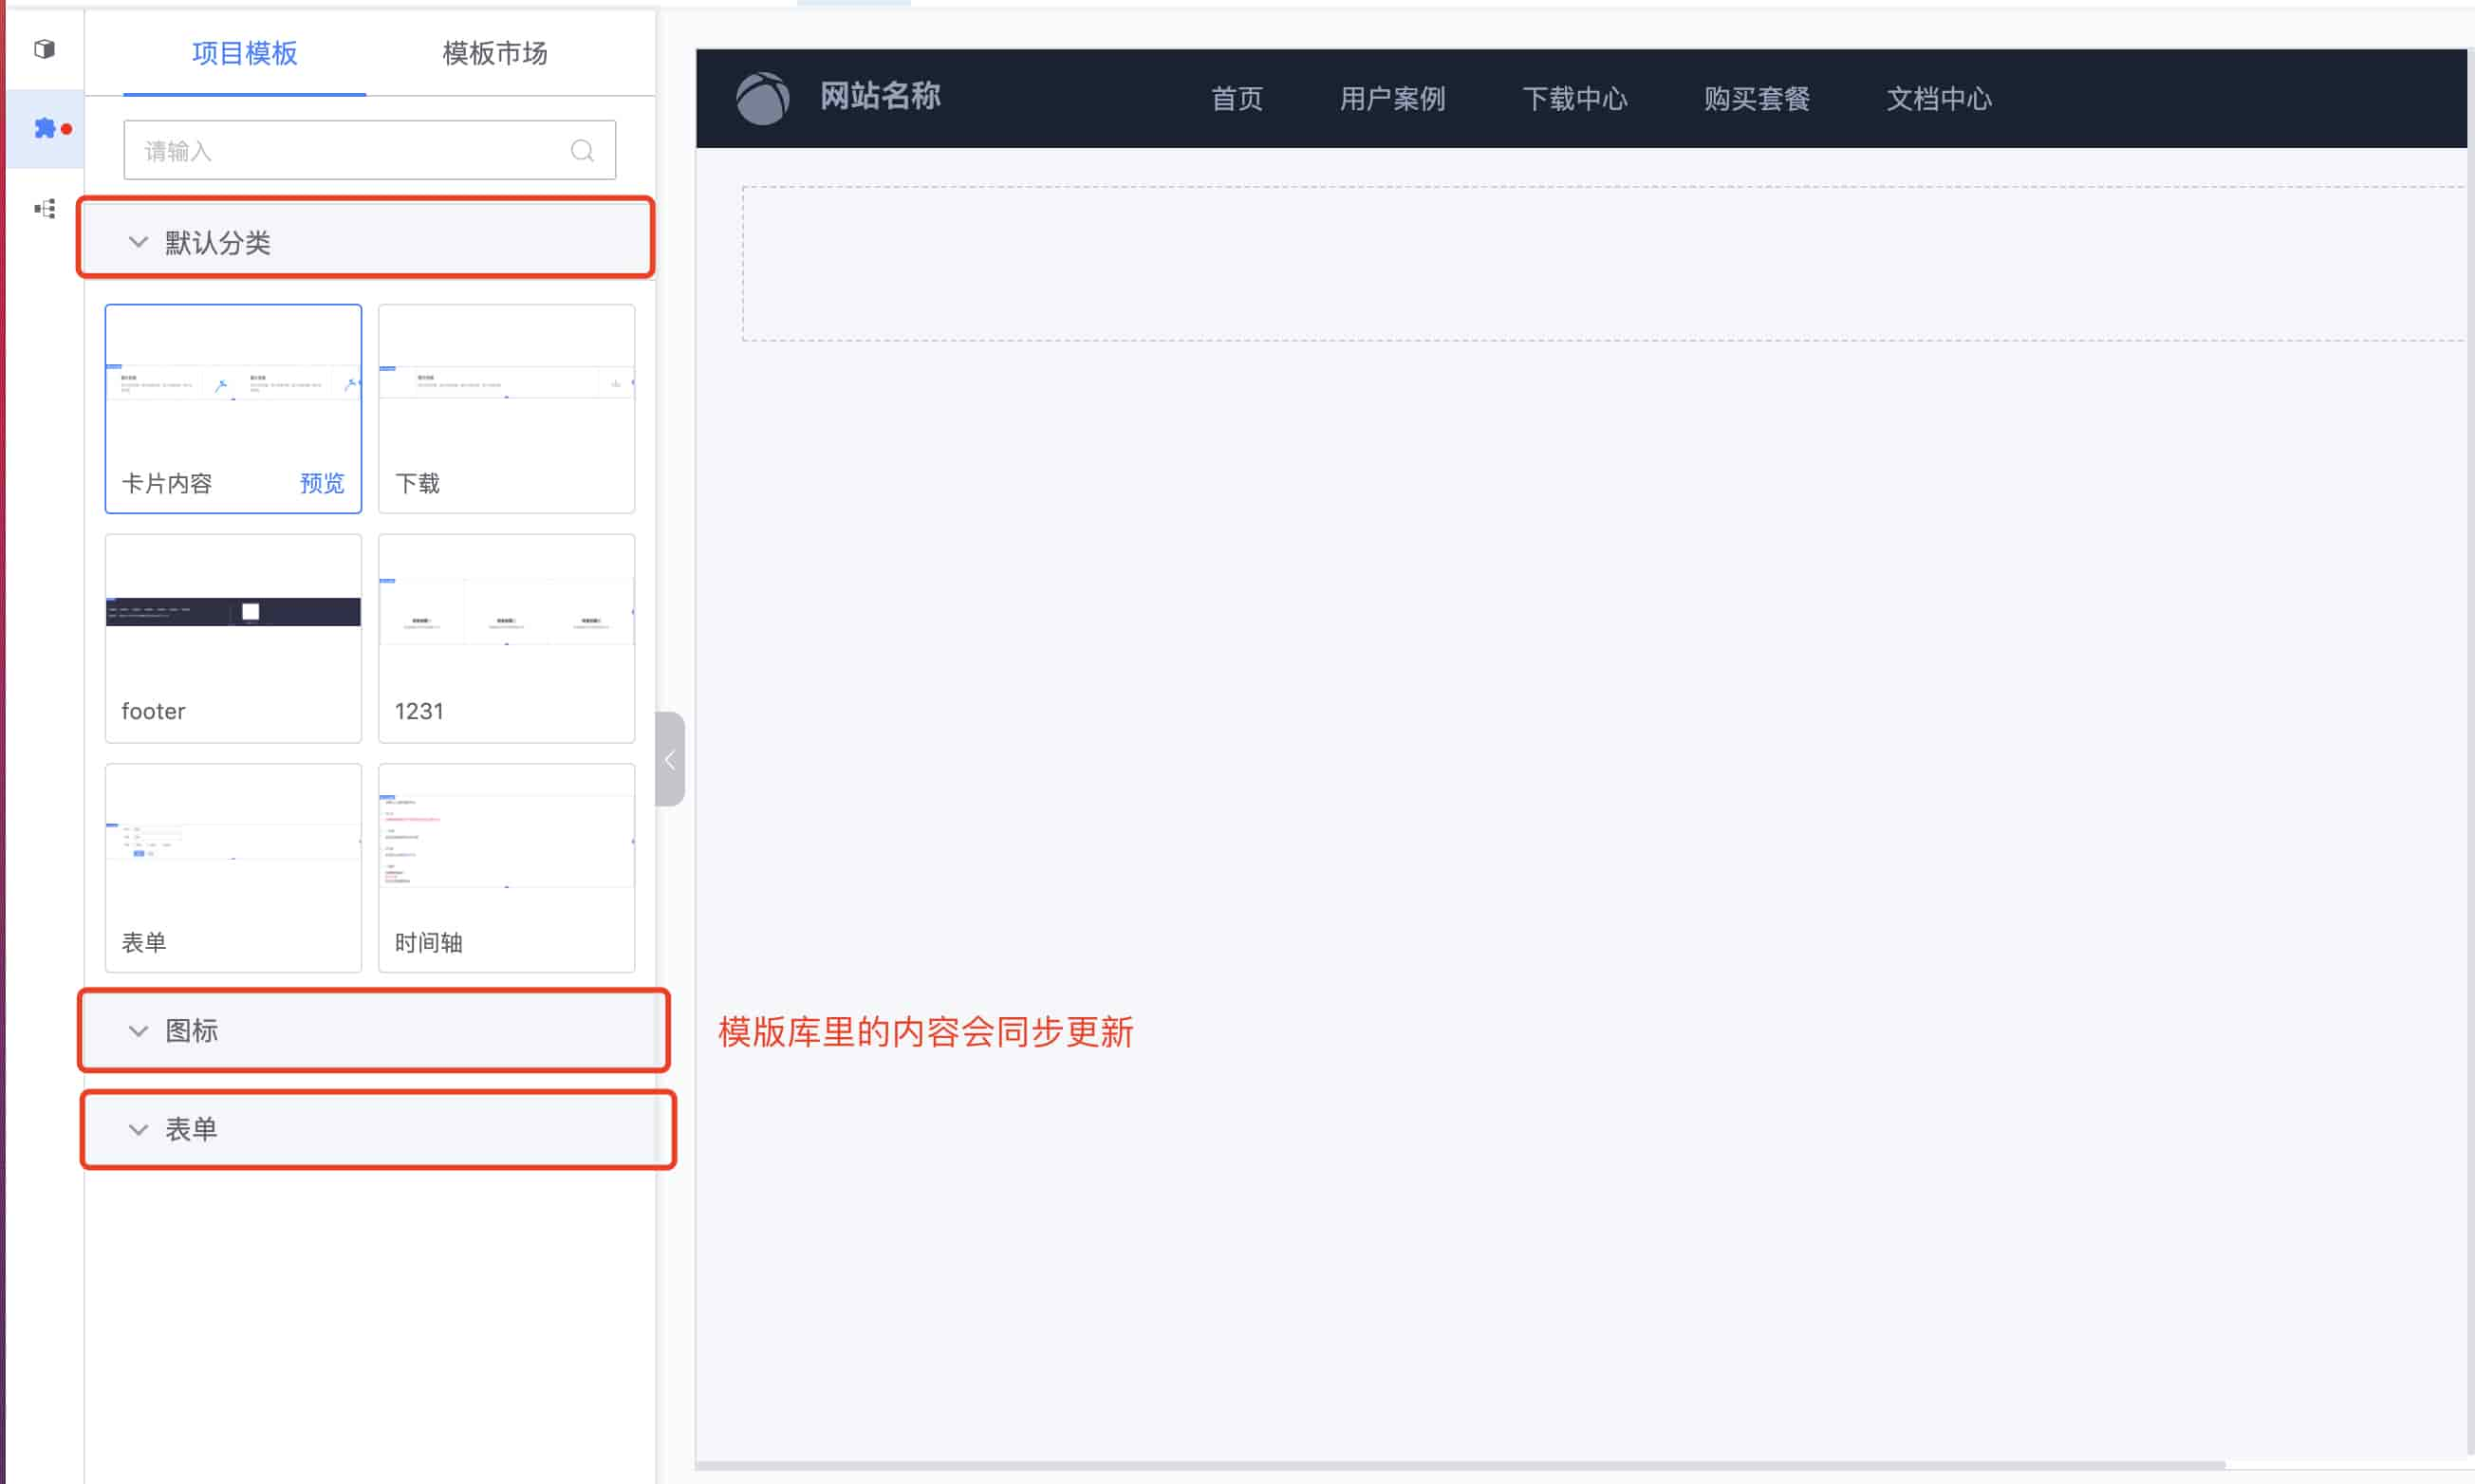 项目模板
模板市场
请输入
默认分类
卡片内容
预览
下载
footer
1231
表单
时间轴
图标
表单
网站名称
首页
用户案例
下载中心
购买套餐
文档中心
模版库里的内容会同步更新